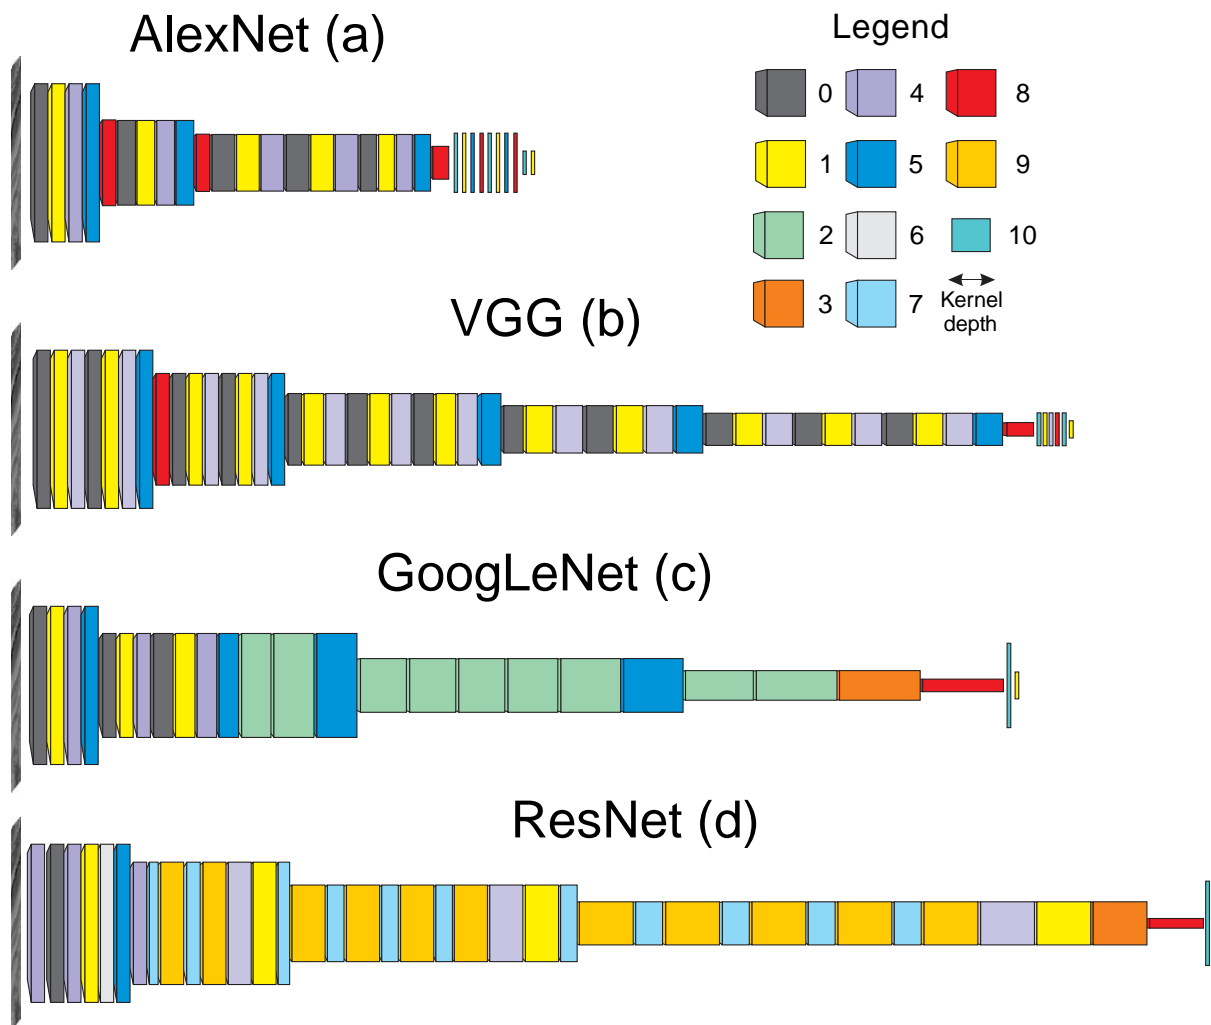 AlexNet (a)
Legend
0 4 8
1 5 9
2 6 10
3 7 Kernel
depth
VGG (b)
GoogLeNet (c)
ResNet (d)